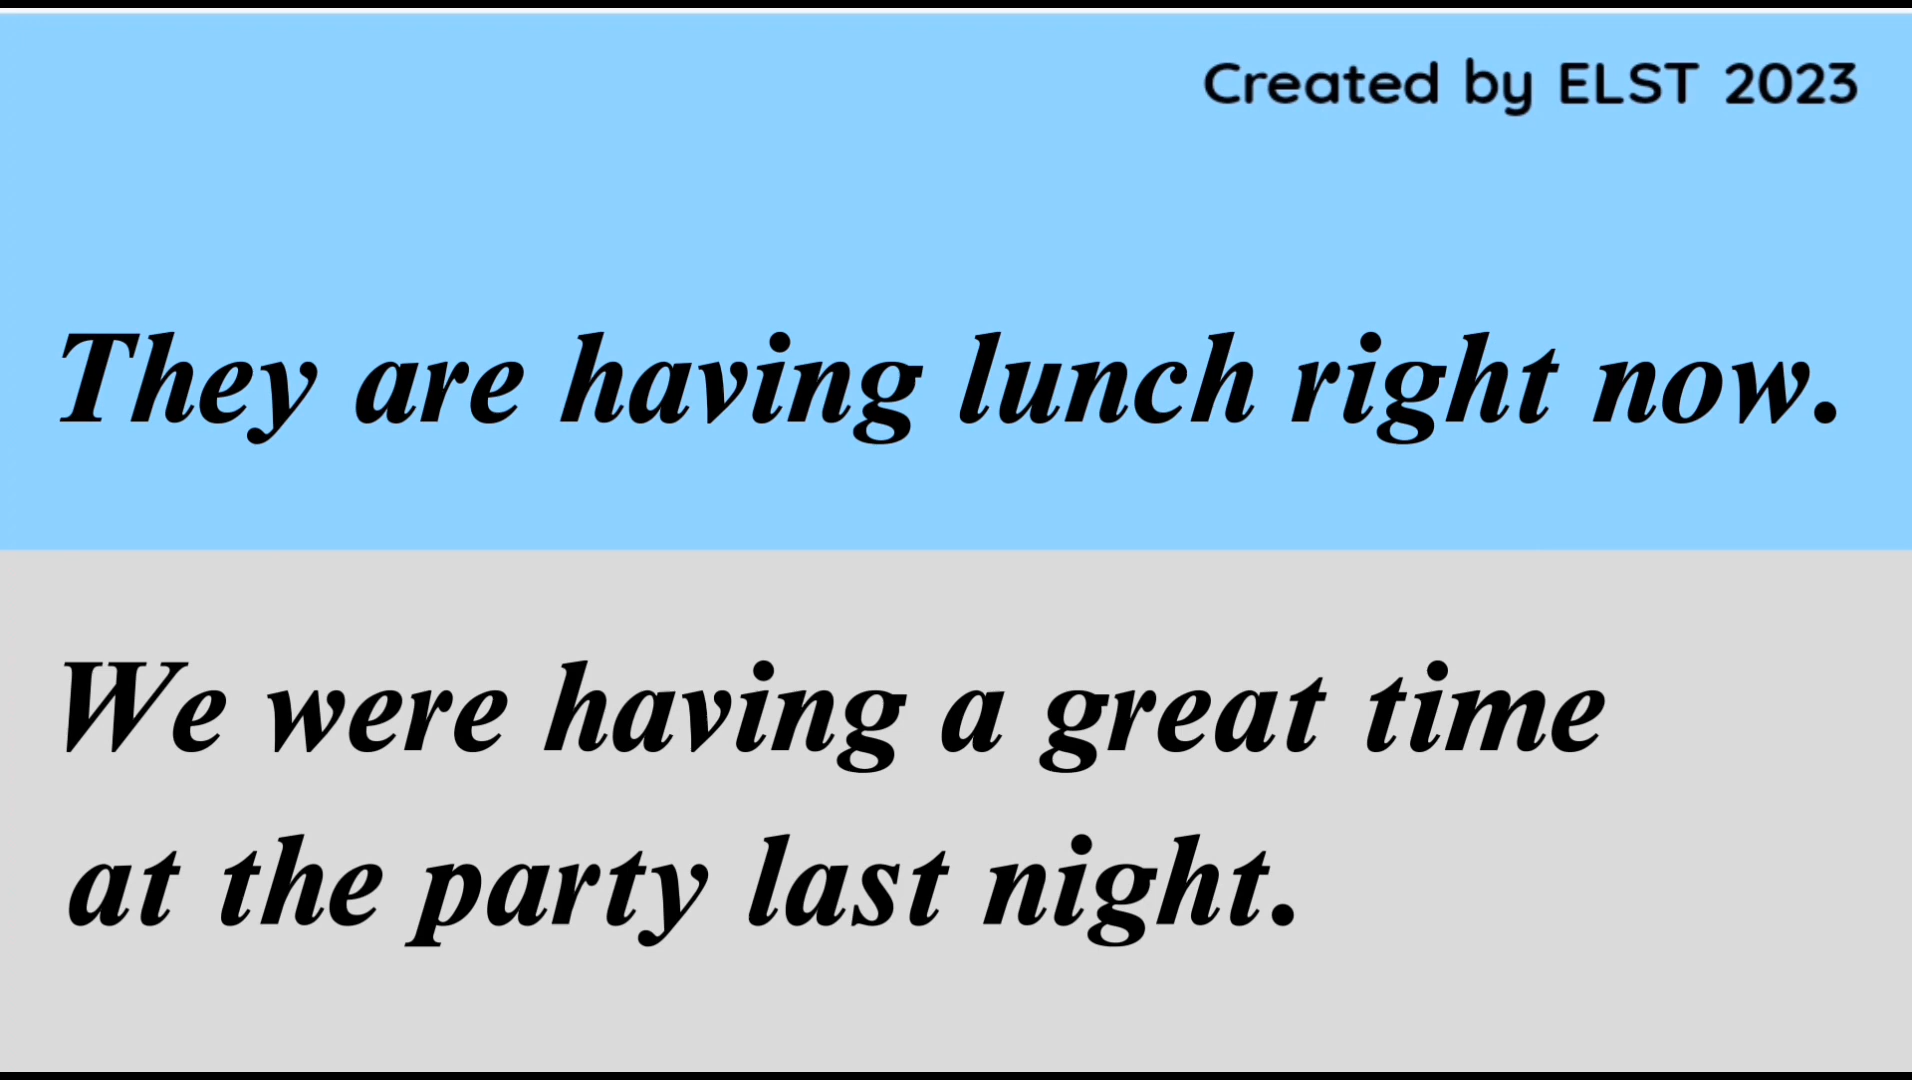 Created by ELST 2023
They are having lunch right now.
We were having a great time
at the party last night.